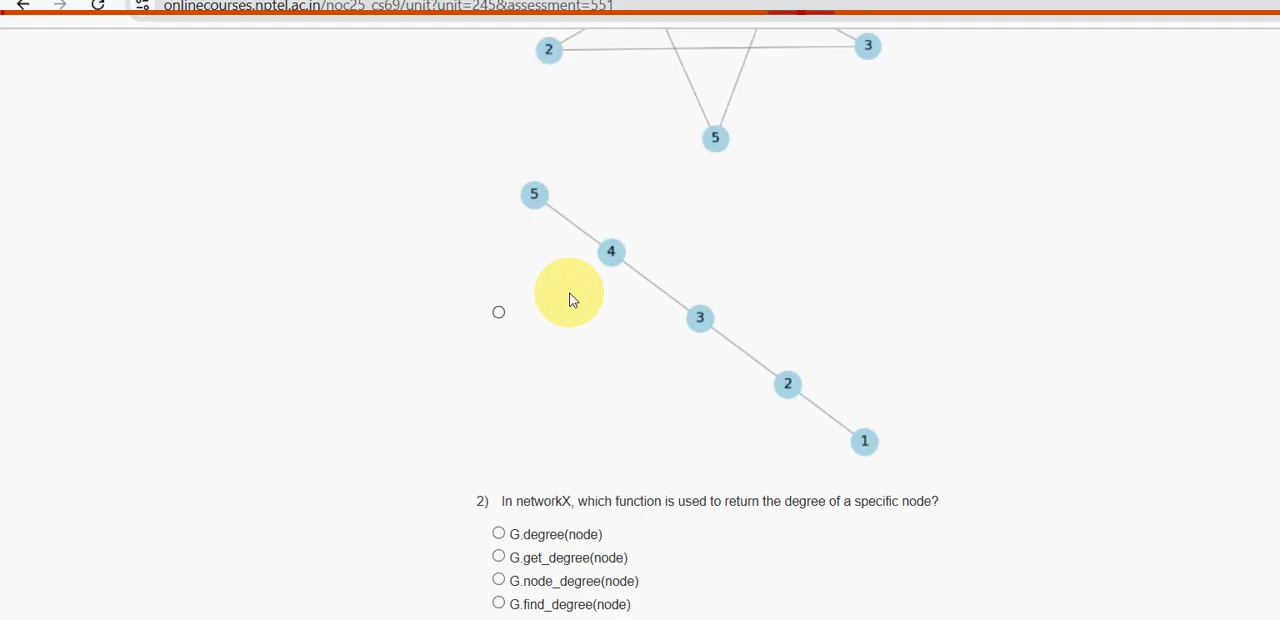 onlinecourses.nptel.ac.in/noc25_cs69/unit?unit=245&assessment=551
2
3
5
5
4
3
2
1
2) In networkX, which function is used to return the degree of a specific node?
G.degree(node)
G.get_degree(node)
G.node_degree(node)
G.find_degree(node)